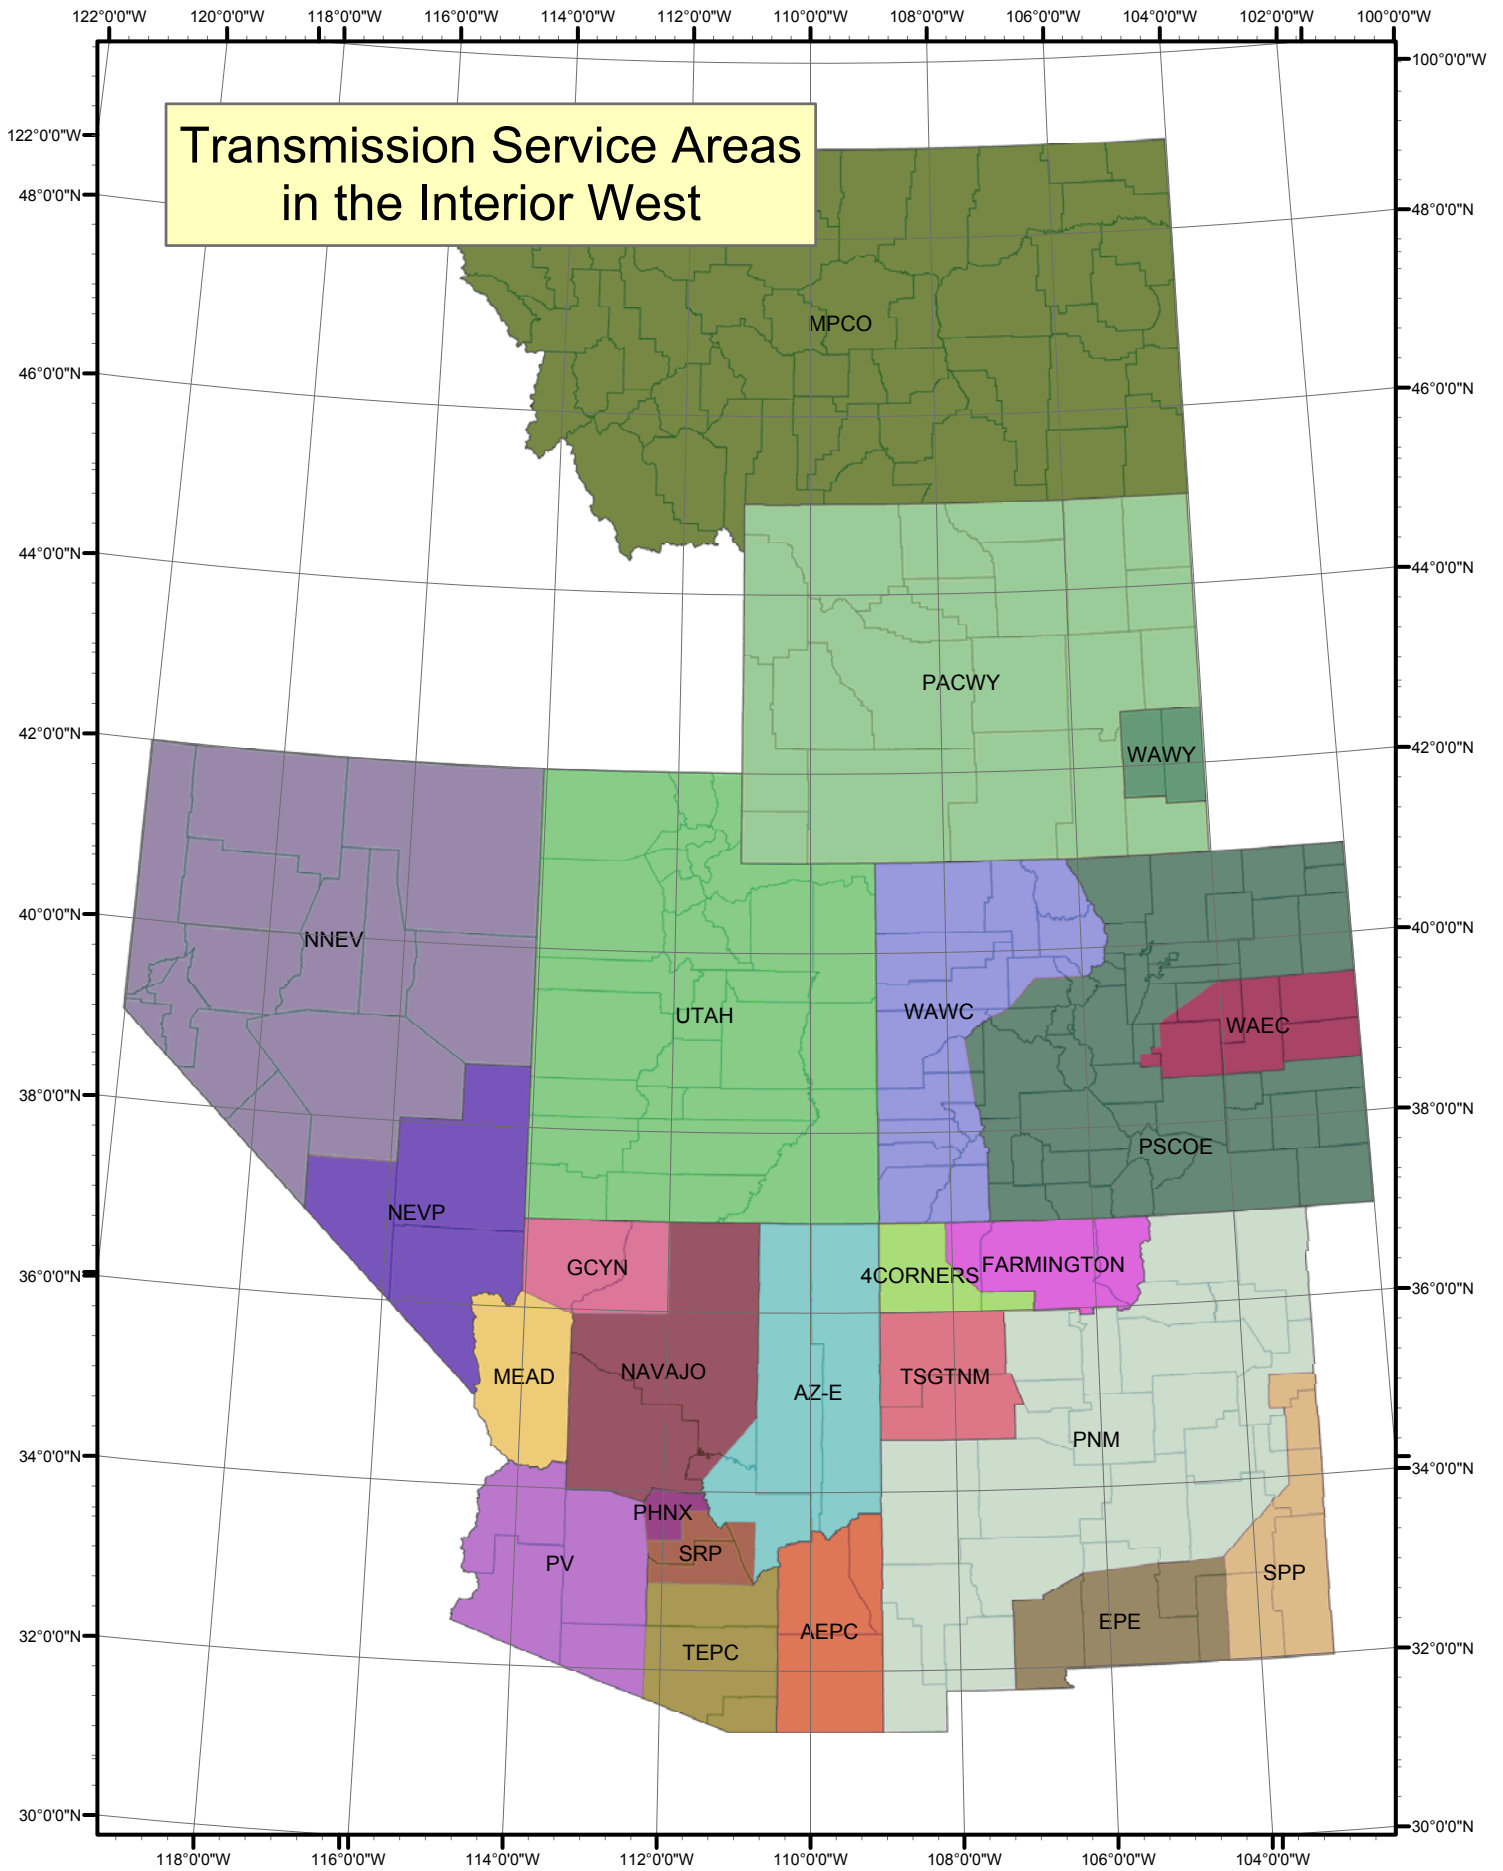 122°0'0"W 120°0'0"W 118°0'0"W 116°0'0"W 114°0'0"W 112°0'0"W 110°0'0"W 108°0'0"W 106°0'0"W 104°0'0"W 102°0'0"W 100°0'0"W
100°0'0"W
122°0'0"W
Transmission Service Areas
in the Interior West
48°0'0"N
48°0'0"N
MPCO
46°0'0"N
46°0'0"N
44°0'0"N
44°0'0"N
PACWY
42°0'0"N
42°0'0"N
WAWY
40°0'0"N
40°0'0"N
NNEV
UTAH
WAWC
WAEC
38°0'0"N
38°0'0"N
PSCOE
NEVP
GCYN
4CORNERS
FARMINGTON
36°0'0"N
36°0'0"N
MEAD
NAVAJO
AZ-E
TSGTNM
PNM
34°0'0"N
34°0'0"N
PHNX
SRP
PV
SPP
EPE
AEPC
TEPC
32°0'0"N
32°0'0"N
30°0'0"N
30°0'0"N
118°0'0"W 116°0'0"W 114°0'0"W 112°0'0"W 110°0'0"W 108°0'0"W 106°0'0"W 104°0'0"W